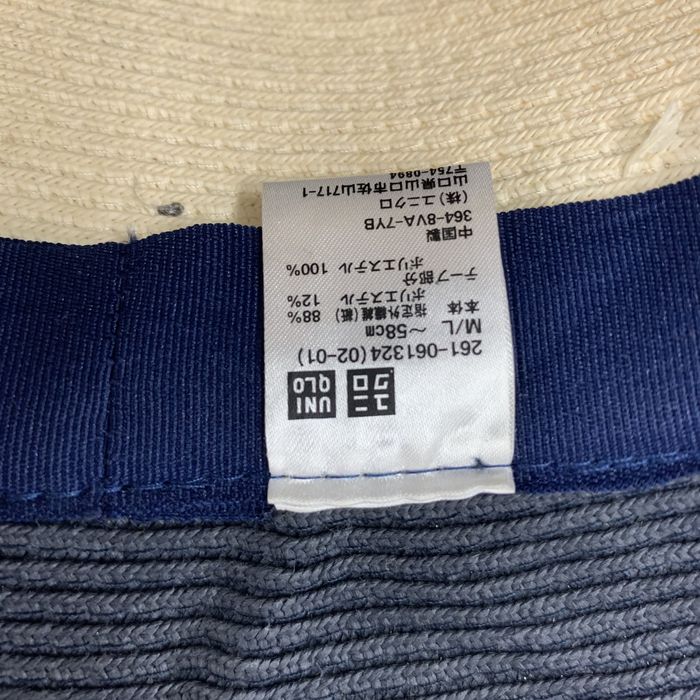 ユニクロ
UNIQLO
261-061324(02-01)
M/L ～58cm
本体 指定外繊維(紙) 88%
ポリエステル 12%
テープ部分
ポリエステル 100%
中国製
364-8VA-7YB
(株)ユニクロ
山口県山口市佐山717-1
〒754-0894